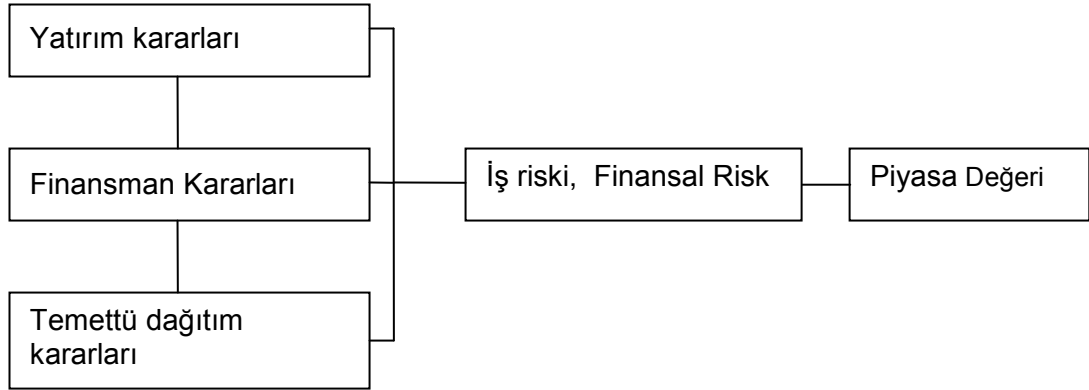 Yatırım kararları
Finansman Kararları
İş riski, Finansal Risk
Piyasa Değeri
Temettü dağıtım
kararları